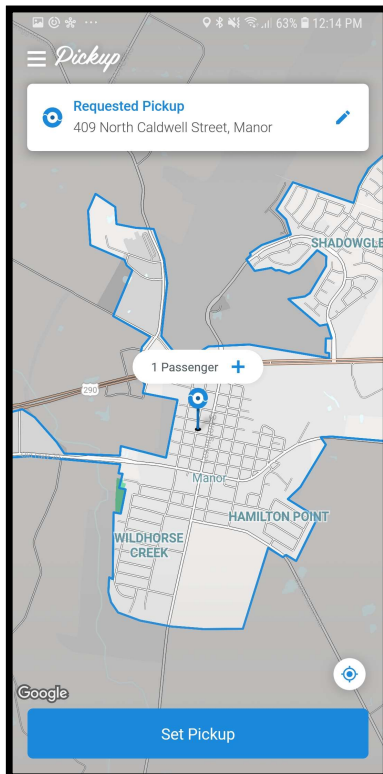 63% 12:14 PM
Pickup
Requested Pickup
409 North Caldwell Street, Manor
SHADOWGLE
1 Passenger +
290
Manor
HAMILTON POINT
WILDHORSE
CREEK
Google
Set Pickup